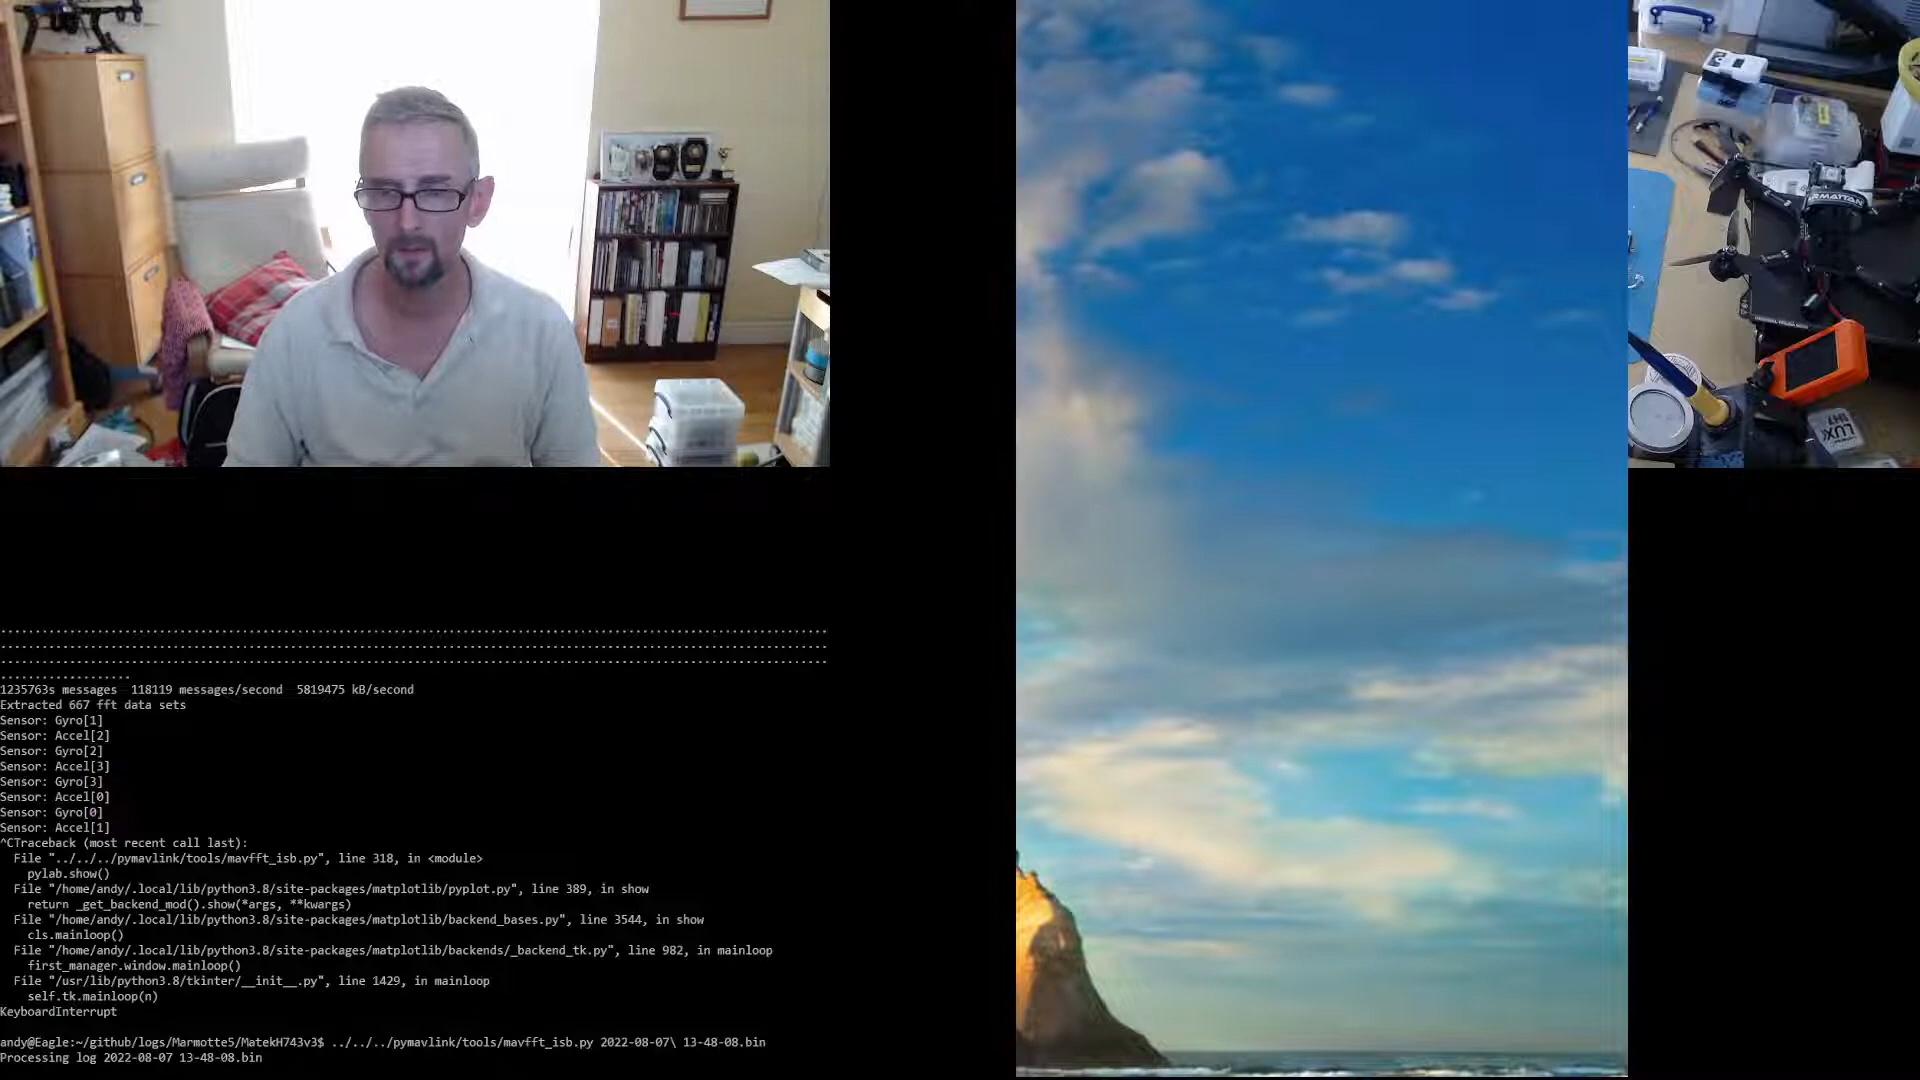 RMATTAN
LUX
1235763s messages  118119 messages/second  5819475 kB/second
Extracted 667 fft data sets
Sensor: Gyro[1]
Sensor: Accel[2]
Sensor: Gyro[2]
Sensor: Accel[3]
Sensor: Gyro[3]
Sensor: Accel[0]
Sensor: Gyro[0]
Sensor: Accel[1]
^CTraceback (most recent call last):
File "../../../pymavlink/tools/mavfft_isb.py", line 318, in <module>
pylab.show()
File "/home/andy/.local/lib/python3.8/site-packages/matplotlib/pyplot.py", line 389, in show
return _get_backend_mod().show(*args, **kwargs)
File "/home/andy/.local/lib/python3.8/site-packages/matplotlib/backend_bases.py", line 3544, in show
cls.mainloop()
File "/home/andy/.local/lib/python3.8/site-packages/matplotlib/backends/_backend_tk.py", line 982, in mainloop
first_manager.window.mainloop()
File "/usr/lib/python3.8/tkinter/__init__.py", line 1429, in mainloop
self.tk.mainloop(n)
KeyboardInterrupt
andy@Eagle:~/github/logs/Marmotte5/MatekH743v3$ ../../../pymavlink/tools/mavfft_isb.py 2022-08-07\ 13-48-08.bin
Processing log 2022-08-07 13-48-08.bin